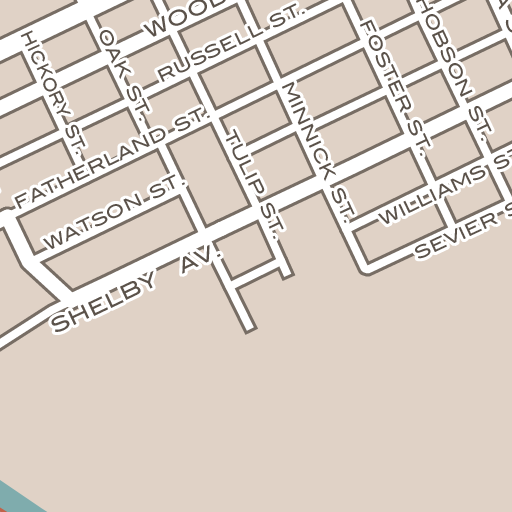 WOOD
HICKORY ST.
OAK ST.
RUSSELL ST.
FOSTER ST.
HOBSON ST.
FATHERLAND ST.
MINNICK ST.
TULIP ST.
WATSON ST.
WILLIAMS ST
SEVIER S
SHELBY AV.